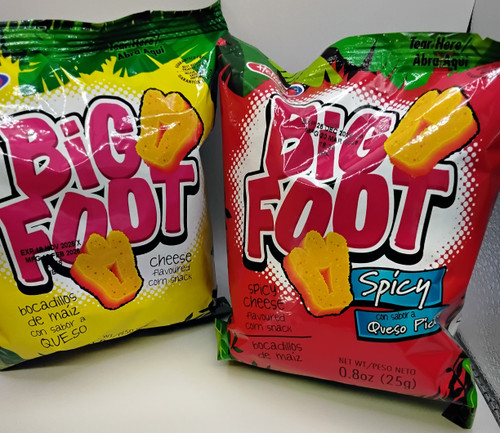 Tear Here/
Abra Aquí
BiG
FOOT
cheese
flavoured
corn snack
bocadillos
de maíz
con sabor a
QUESO
Tear Here/
Abra Aquí
BiG
FOOT
Spicy
con sabor a
Queso
spicy
cheese
flavoured
corn snack
bocadillos
de maíz
NET WT/PESO NETO
0.8oz (25g)